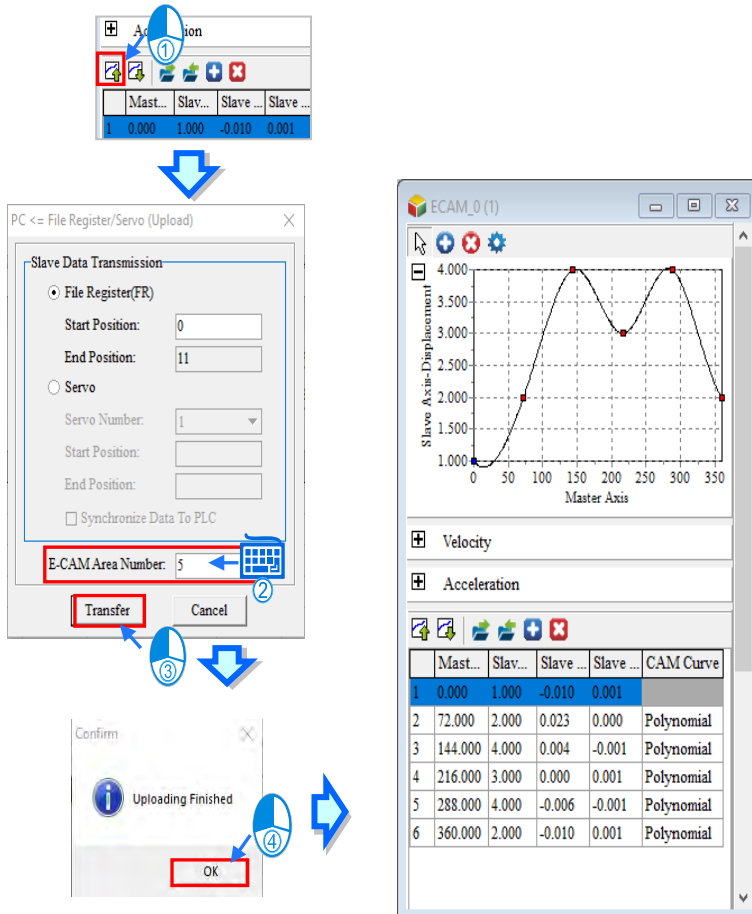 ①
Mast... Slav... Slave ... Slave ...
1 0.000 1.000 -0.010 0.001
PC <= File Register/Servo (Upload)
Slave Data Transmission
File Register(FR)
Start Position: 0
End Position: 11
Servo
Servo Number: 1
Start Position:
End Position:
Synchronize Data To PLC
E-CAM Area Number: 5
②
Transfer Cancel
③
Confirm
Uploading Finished
④
OK
ECAM_0 (1)
Slave Axis-Displacement
4.000
3.500
3.000
2.500
2.000
1.500
1.000
0 50 100 150 200 250 300 350
Master Axis
Velocity
Acceleration
Mast... Slav... Slave ... Slave ... CAM Curve
1 0.000 1.000 -0.010 0.001
2 72.000 2.000 0.023 0.000 Polynomial
3 144.000 4.000 0.004 -0.001 Polynomial
4 216.000 3.000 0.000 0.001 Polynomial
5 288.000 4.000 -0.006 -0.001 Polynomial
6 360.000 2.000 -0.010 0.001 Polynomial